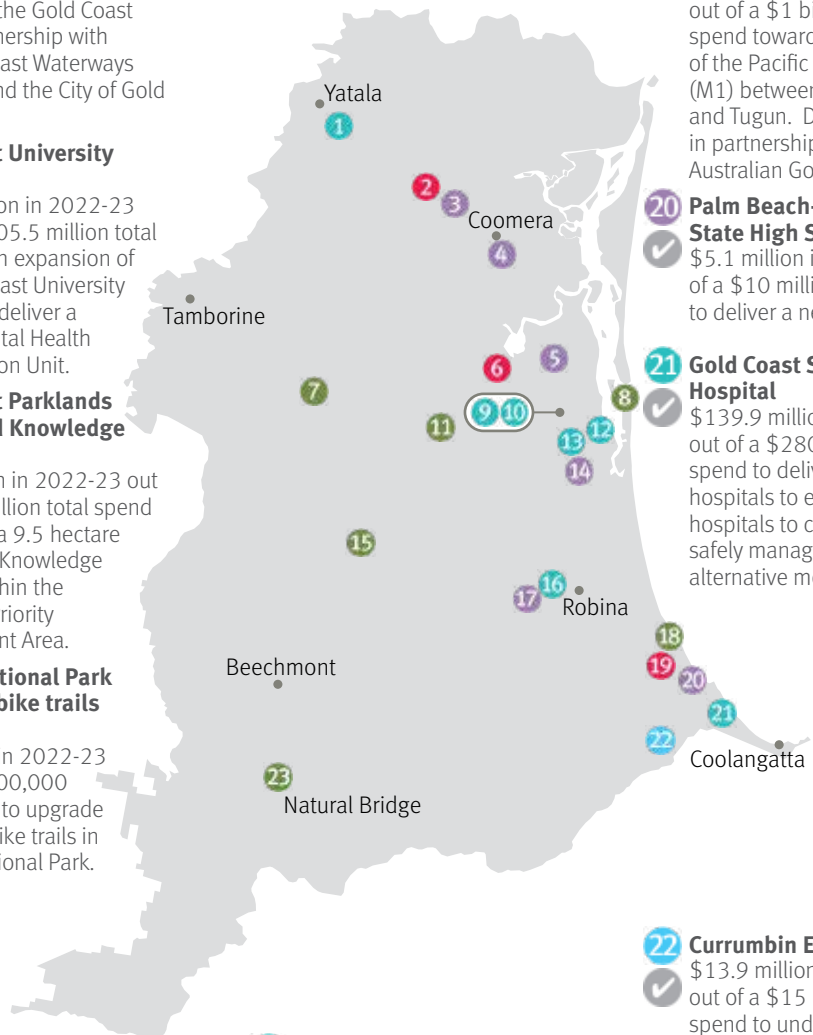 the Gold Coast
nership with
ast Waterways
nd the City of Gold
t University
on in 2022-23
05.5 million total
n expansion of
ast University
deliver a
tal Health
on Unit.
t Parklands
d Knowledge
n in 2022-23 out
llion total spend
a 9.5 hectare
Knowledge
hin the
riority
nt Area.
tional Park
bike trails
n 2022-23
00,000
to upgrade
ike trails in
ional Park.
Yatala
1
2
3
Coomera
4
Tamborine
5
6
7
8
9 10
11
12
13
14
15
16
17
Robina
18
19
20
Beechmont
21
22
Coolangatta
23
Natural Bridge
out of a $1 bi
spend toward
of the Pacific
(M1) between
and Tugun. D
in partnership
Australian Go
20 Palm Beach-
State High S
$5.1 million i
of a $10 milli
to deliver a ne
21 Gold Coast S
Hospital
$139.9 million
out of a $280
spend to deliv
hospitals to e
hospitals to c
safely manag
alternative mo
22 Currumbin E
$13.9 million
out of a $15
spend to und